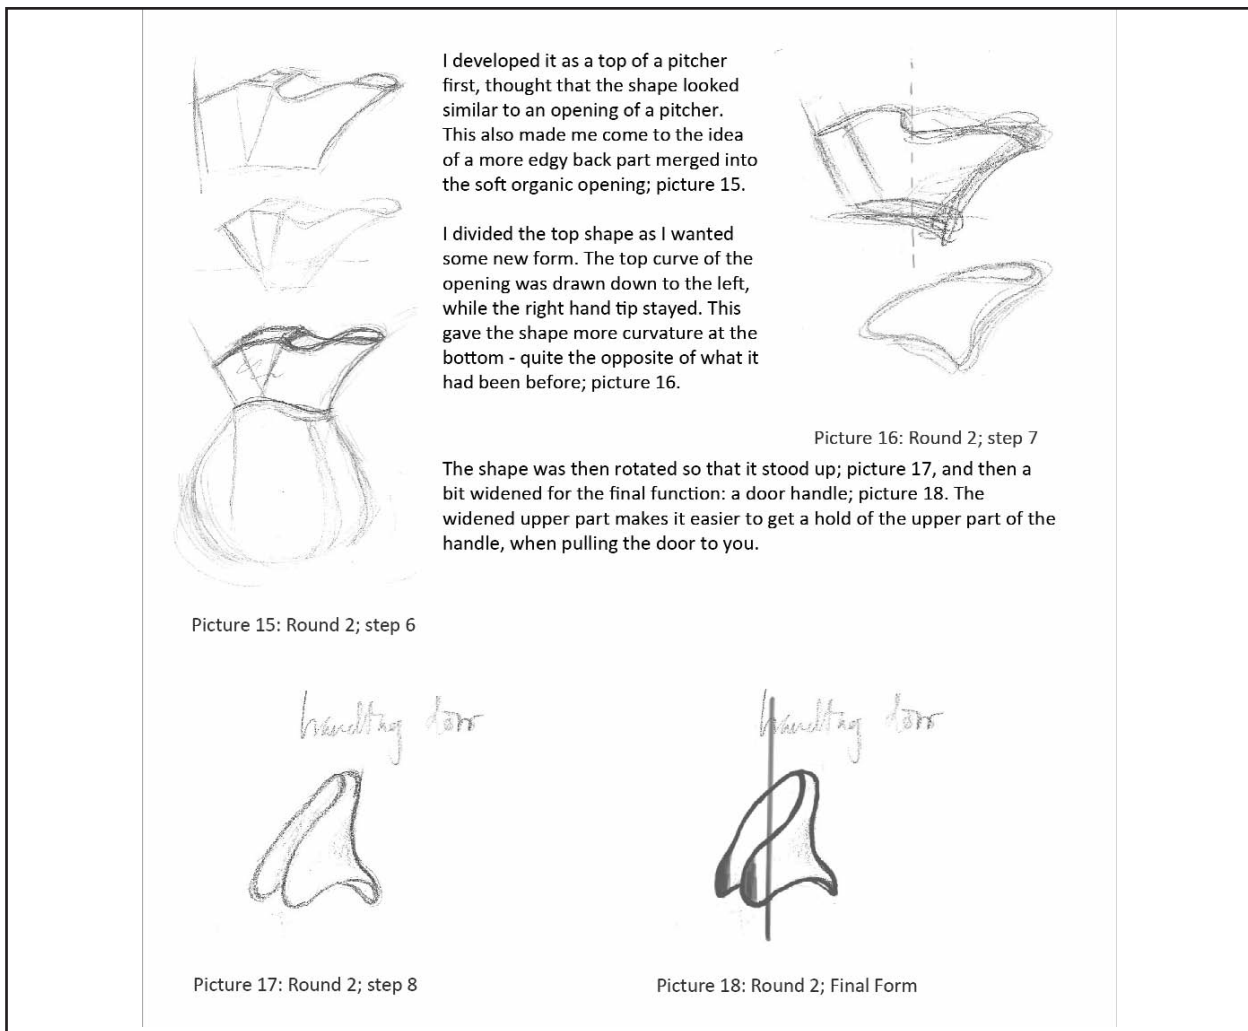 I developed it as a top of a pitcher
first, thought that the shape looked
similar to an opening of a pitcher.
This also made me come to the idea
of a more edgy back part merged into
the soft organic opening; picture 15.
I divided the top shape as I wanted
some new form. The top curve of the
opening was drawn down to the left,
while the right hand tip stayed. This
gave the shape more curvature at the
bottom - quite the opposite of what it
had been before; picture 16.
Picture 16: Round 2; step 7
The shape was then rotated so that it stood up; picture 17, and then a
bit widened for the final function: a door handle; picture 18. The
widened upper part makes it easier to get a hold of the upper part of the
handle, when pulling the door to you.
Picture 15: Round 2; step 6
door
door
Picture 17: Round 2; step 8
Picture 18: Round 2; Final Form